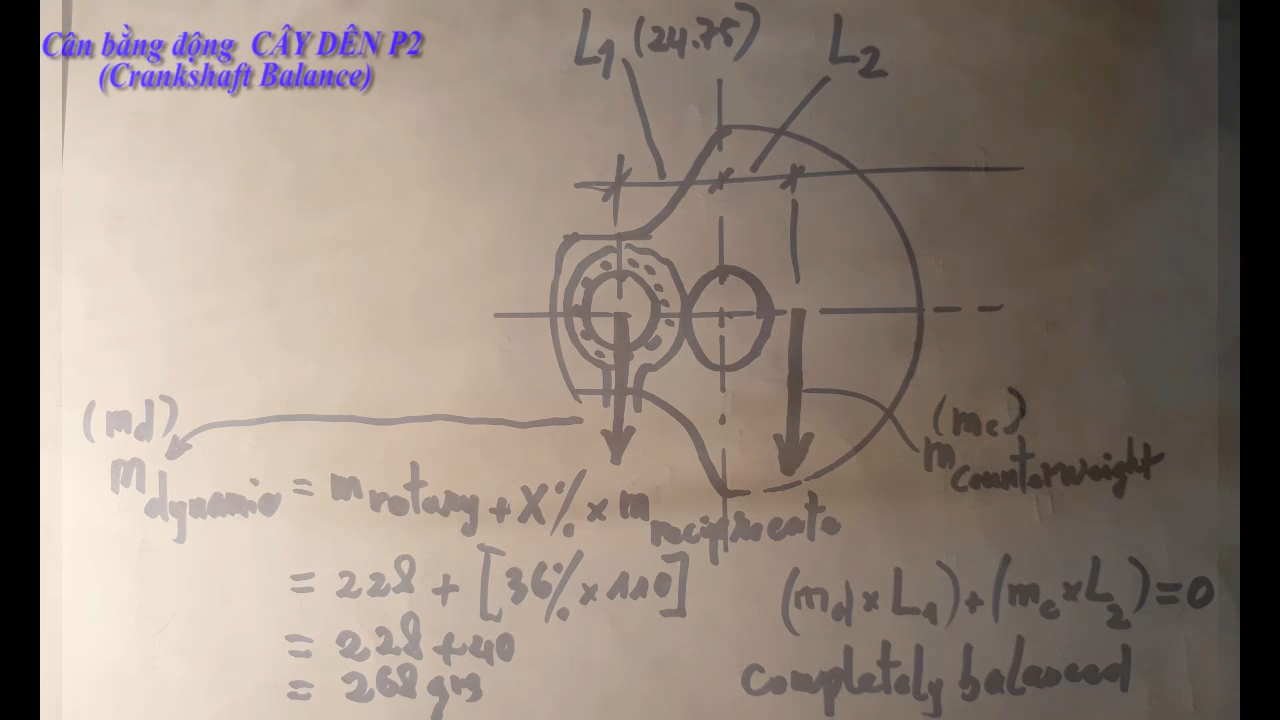 Cân bằng động CÂY DÊN P2
(Crankshaft Balance)
L1 (24.75)
L2
(md)
(mc)
m counterweight
m dynamic = m rotary + X% x m reciprocate
= 228 + [36% x 110]
= 228 + 40
= 268 gms
(md x L1) + (mc x L2) = 0
completely balanced